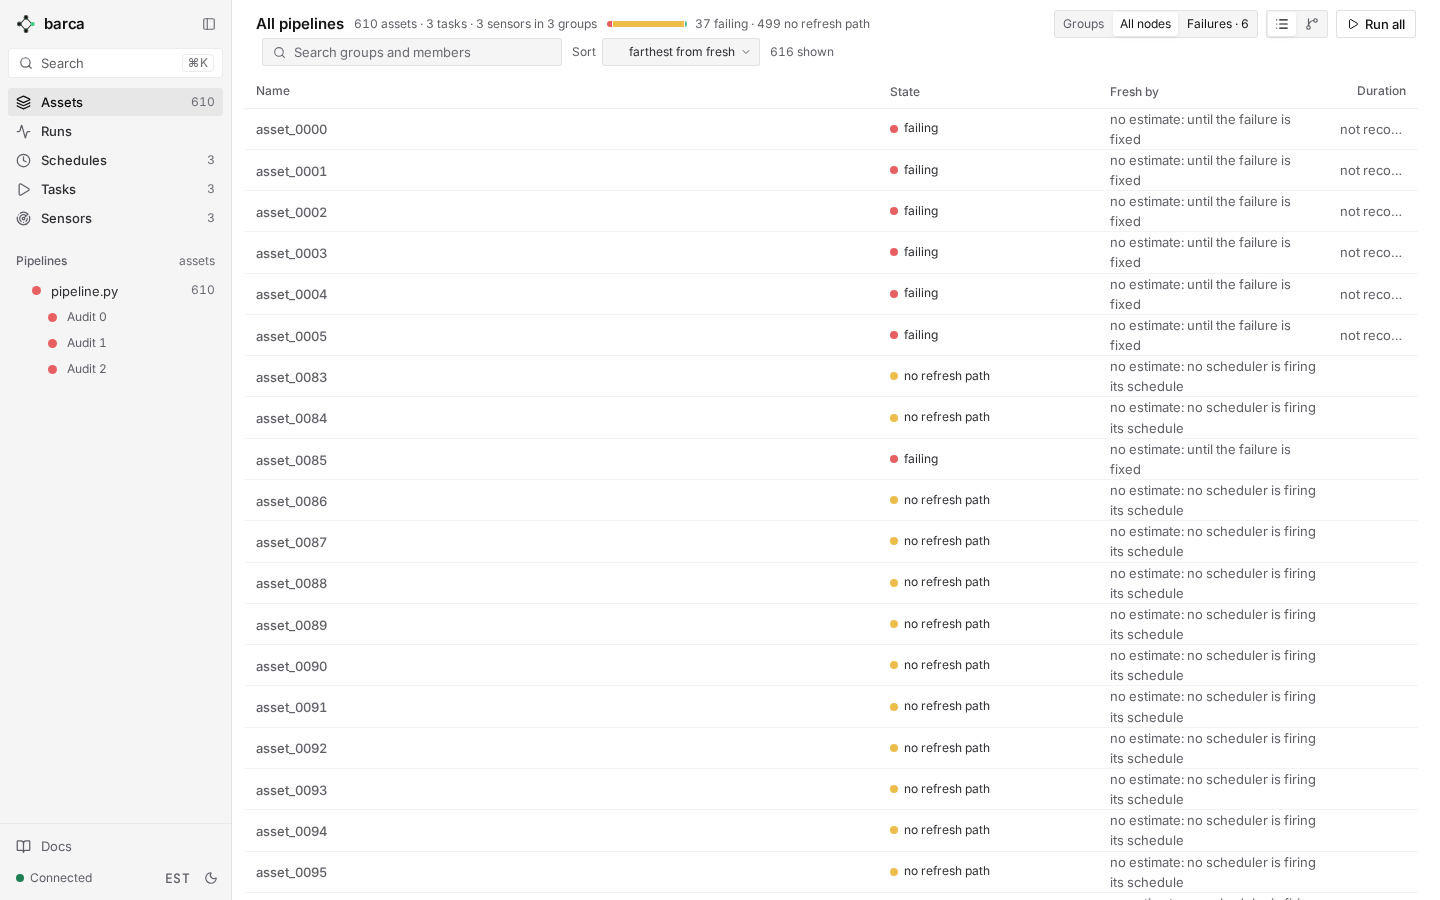 barca
Search ⌘K
Assets 610
Runs
Schedules 3
Tasks 3
Sensors 3
Pipelines assets
pipeline.py 610
Audit 0
Audit 1
Audit 2
Docs
Connected EST
All pipelines 610 assets · 3 tasks · 3 sensors in 3 groups 37 failing · 499 no refresh path
Groups All nodes Failures · 6 Run all
Search groups and members Sort farthest from fresh 616 shown
Name State Fresh by Duration
asset_0000 failing no estimate: until the failure is fixed not reco...
asset_0001 failing no estimate: until the failure is fixed not reco...
asset_0002 failing no estimate: until the failure is fixed not reco...
asset_0003 failing no estimate: until the failure is fixed not reco...
asset_0004 failing no estimate: until the failure is fixed not reco...
asset_0005 failing no estimate: until the failure is fixed not reco...
asset_0083 no refresh path no estimate: no scheduler is firing its schedule
asset_0084 no refresh path no estimate: no scheduler is firing its schedule
asset_0085 failing no estimate: until the failure is fixed
asset_0086 no refresh path no estimate: no scheduler is firing its schedule
asset_0087 no refresh path no estimate: no scheduler is firing its schedule
asset_0088 no refresh path no estimate: no scheduler is firing its schedule
asset_0089 no refresh path no estimate: no scheduler is firing its schedule
asset_0090 no refresh path no estimate: no scheduler is firing its schedule
asset_0091 no refresh path no estimate: no scheduler is firing its schedule
asset_0092 no refresh path no estimate: no scheduler is firing its schedule
asset_0093 no refresh path no estimate: no scheduler is firing its schedule
asset_0094 no refresh path no estimate: no scheduler is firing its schedule
asset_0095 no refresh path no estimate: no scheduler is firing its schedule